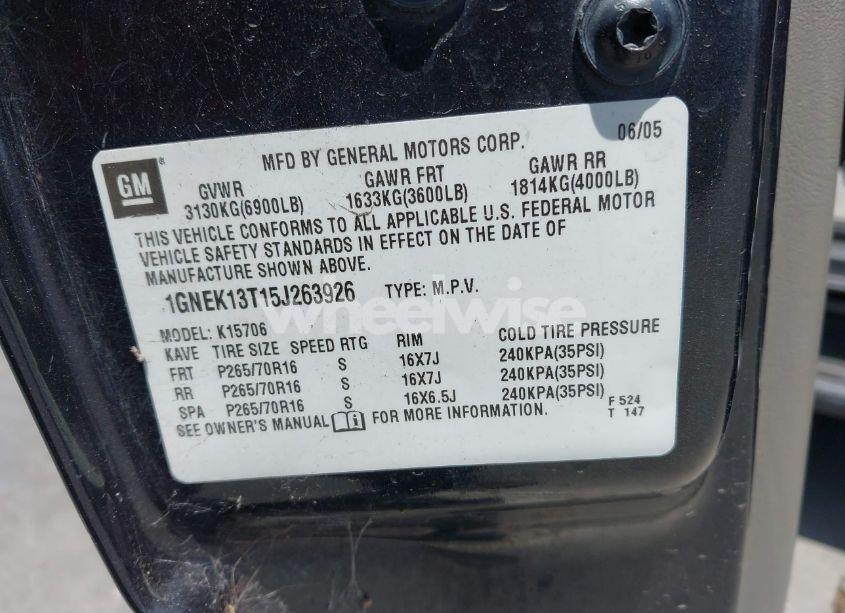 GM
MFD BY GENERAL MOTORS CORP. 06/05
GVWR GAWR FRT GAWR RR
3130KG(6900LB) 1633KG(3600LB) 1814KG(4000LB)
THIS VEHICLE CONFORMS TO ALL APPLICABLE U.S. FEDERAL MOTOR
VEHICLE SAFETY STANDARDS IN EFFECT ON THE DATE OF
MANUFACTURE SHOWN ABOVE.
1GNEK13T15J263926 TYPE: M.P.V.
wheelwise
MODEL: K15706
KAVE TIRE SIZE SPEED RTG RIM COLD TIRE PRESSURE
FRT P265/70R16 S 16X7J 240KPA(35PSI)
RR P265/70R16 S 16X7J 240KPA(35PSI)
SPA P265/70R16 S 16X6.5J 240KPA(35PSI)
SEE OWNER'S MANUAL FOR MORE INFORMATION. F 524
T 147